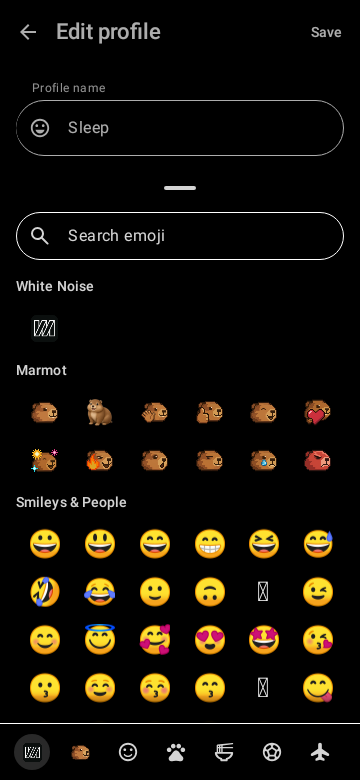 Edit profile
Save
Profile name
Sleep
Search emoji
White Noise
Marmot
Smileys & People